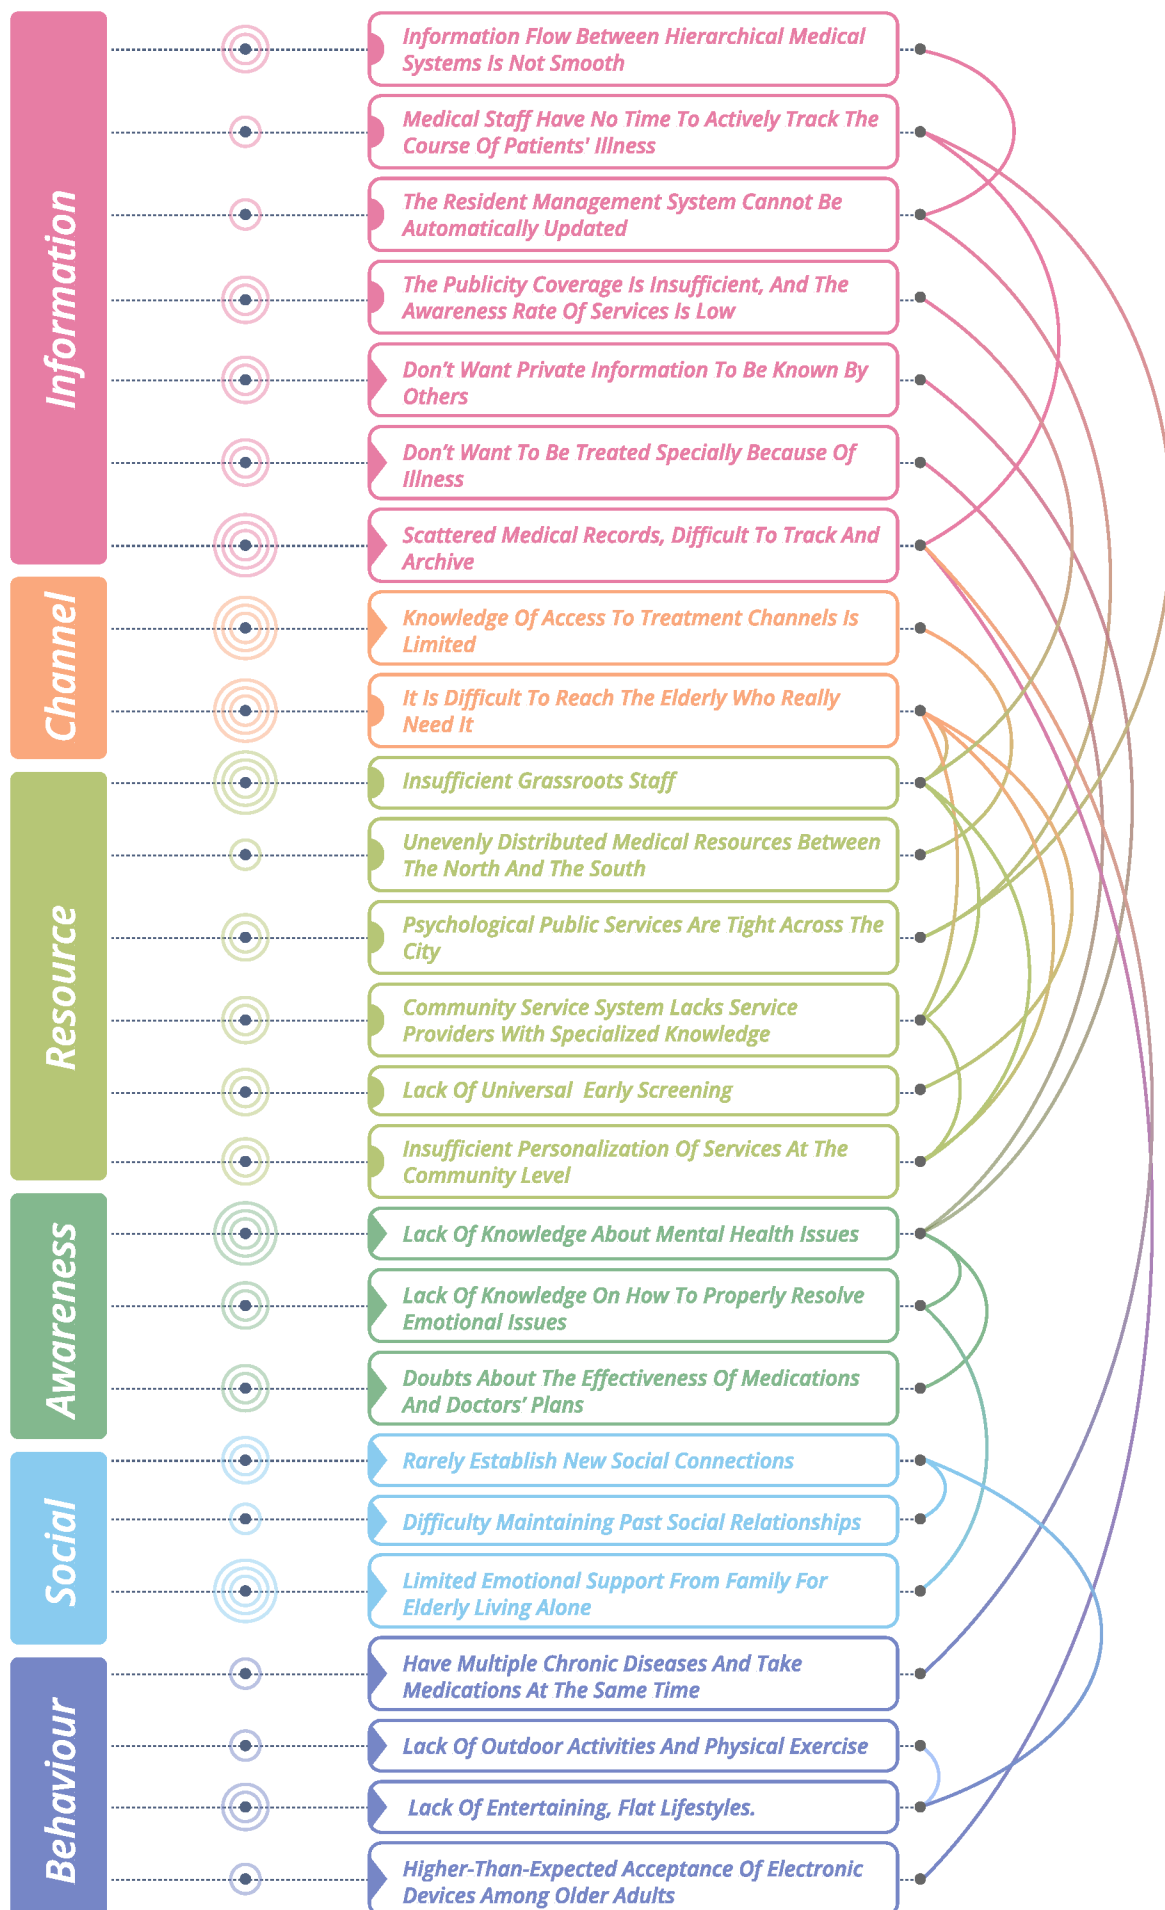 Information
Information Flow Between Hierarchical Medical
Systems Is Not Smooth
Medical Staff Have No Time To Actively Track The
Course Of Patients' Illness
The Resident Management System Cannot Be
Automatically Updated
The Publicity Coverage Is Insufficient, And The
Awareness Rate Of Services Is Low
Don’t Want Private Information To Be Known By
Others
Don’t Want To Be Treated Specially Because Of
Illness
Scattered Medical Records, Difficult To Track And
Archive
Channel
Knowledge Of Access To Treatment Channels Is
Limited
It Is Difficult To Reach The Elderly Who Really
Need It
Resource
Insufficient Grassroots Staff
Unevenly Distributed Medical Resources Between
The North And The South
Psychological Public Services Are Tight Across The
City
Community Service System Lacks Service
Providers With Specialized Knowledge
Lack Of Universal  Early Screening
Insufficient Personalization Of Services At The
Community Level
Awareness
Lack Of Knowledge About Mental Health Issues
Lack Of Knowledge On How To Properly Resolve
Emotional Issues
Doubts About The Effectiveness Of Medications
And Doctors’ Plans
Social
Rarely Establish New Social Connections
Difficulty Maintaining Past Social Relationships
Limited Emotional Support From Family For
Elderly Living Alone
Behaviour
Have Multiple Chronic Diseases And Take
Medications At The Same Time
Lack Of Outdoor Activities And Physical Exercise
Lack Of Entertaining, Flat Lifestyles.
Higher-Than-Expected Acceptance Of Electronic
Devices Among Older Adults